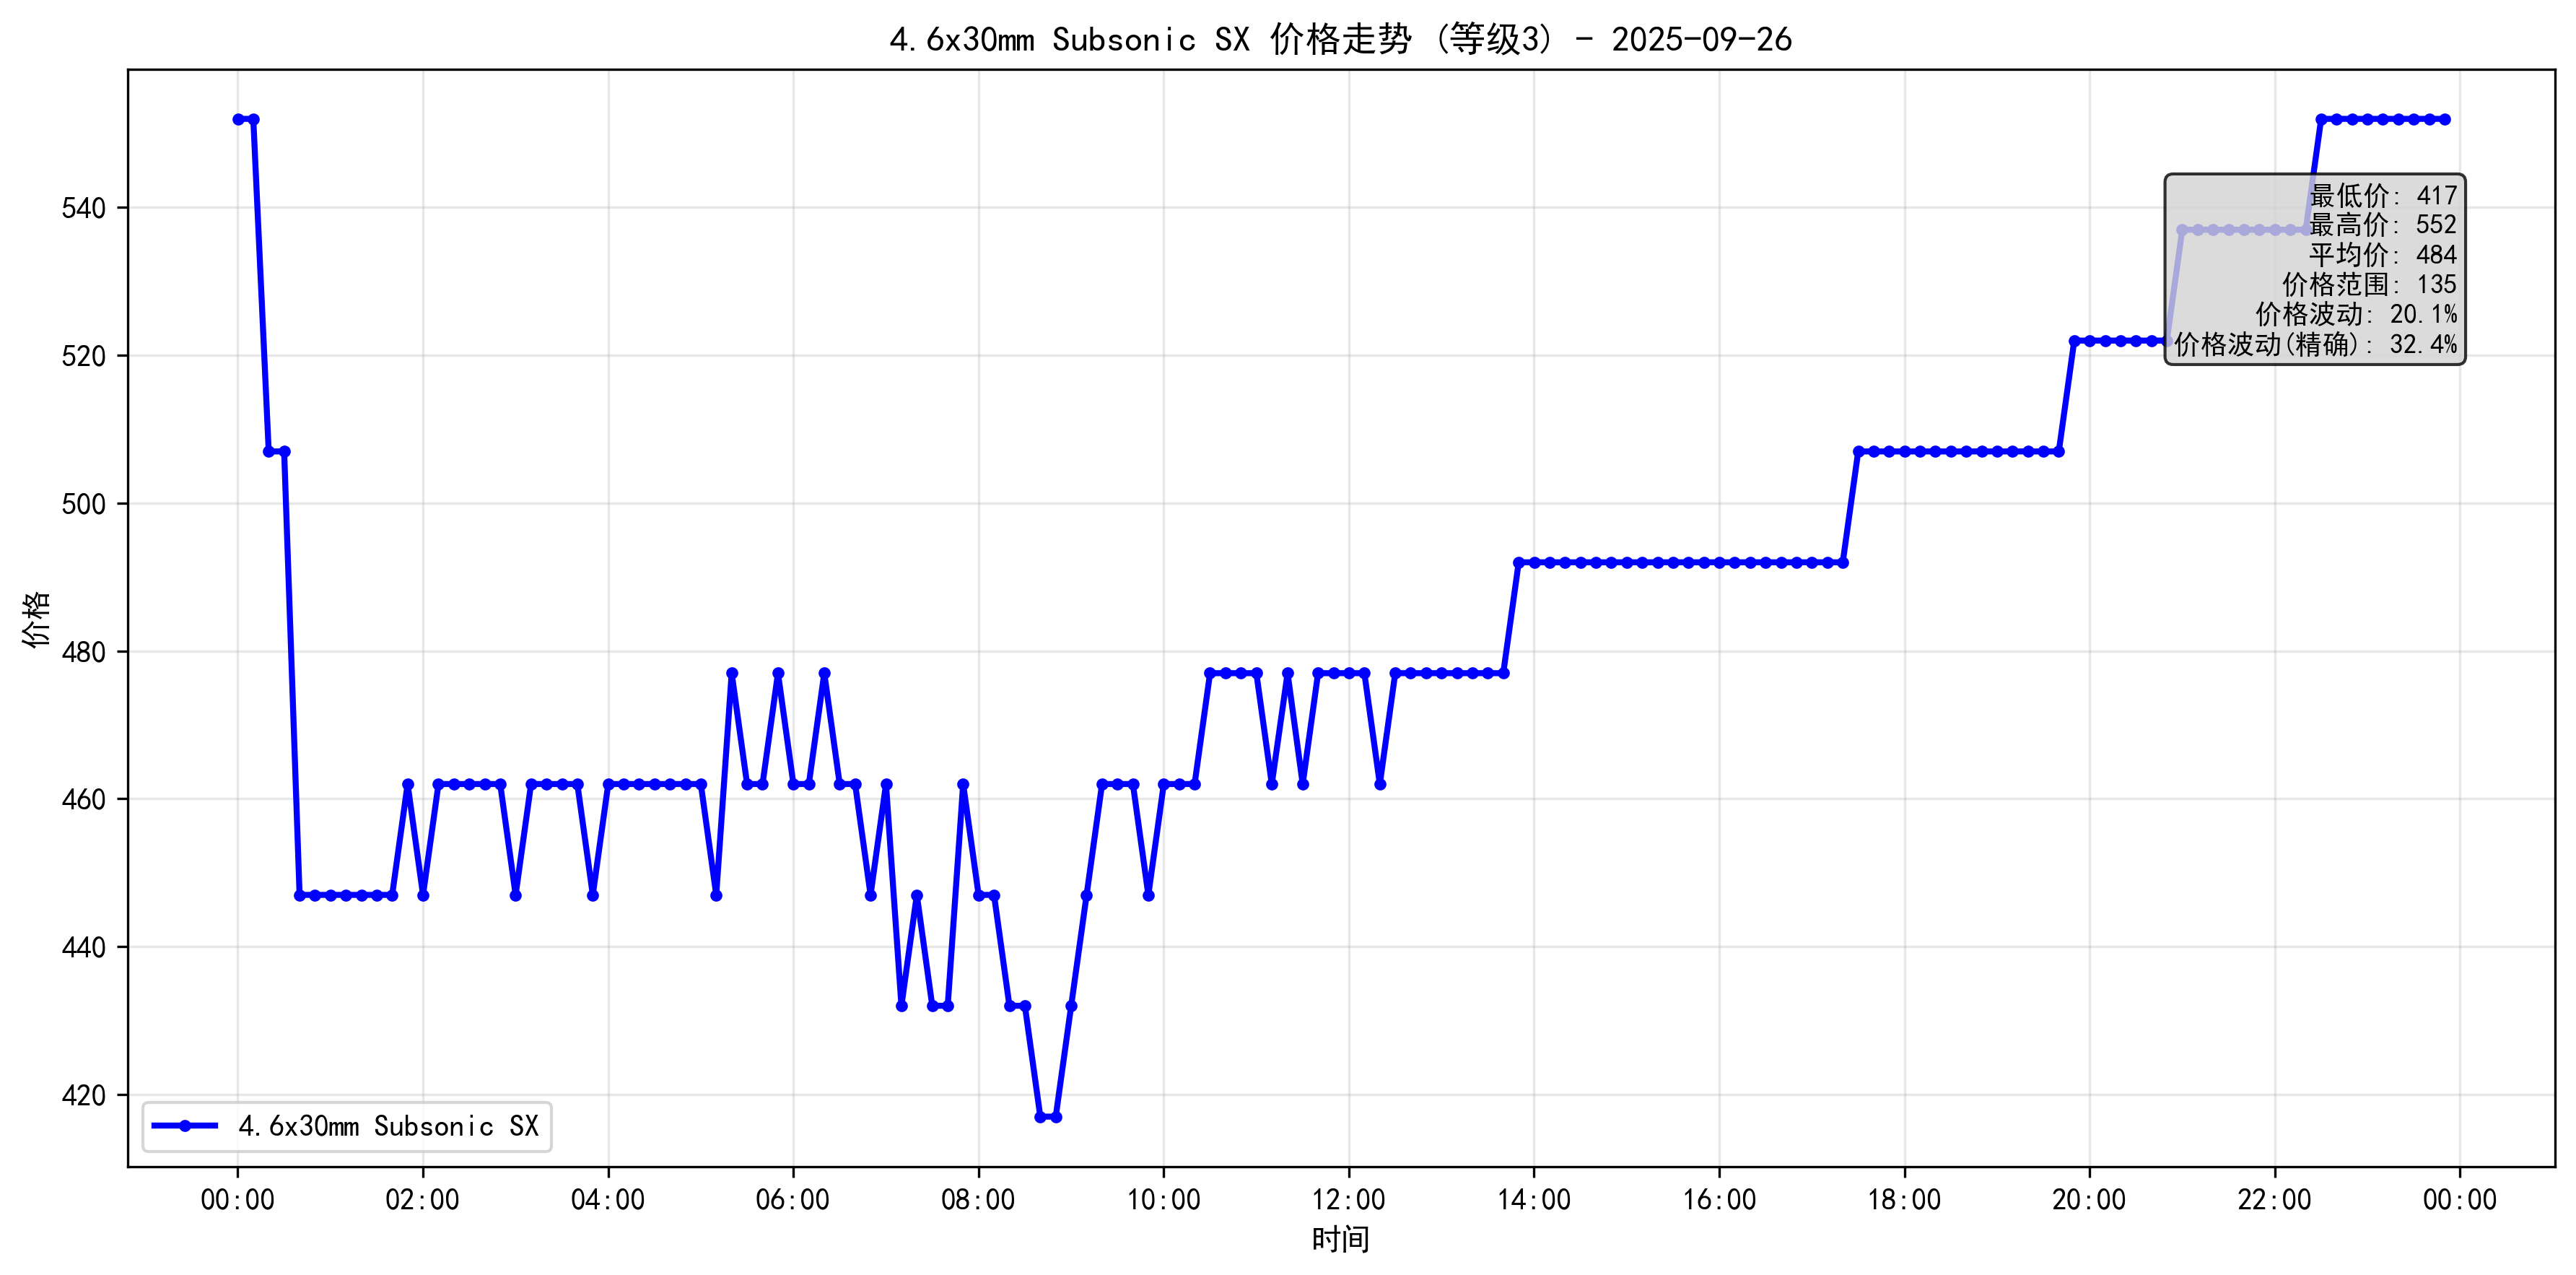 4.6x30mm Subsonic SX 价格走势 (等级3) - 2025-09-26
价格
540
520
500
480
460
440
420
最低价: 417
最高价: 552
平均价: 484
价格范围: 135
价格波动: 20.1%
价格波动(精确): 32.4%
4.6x30mm Subsonic SX
00:00 02:00 04:00 06:00 08:00 10:00 12:00 14:00 16:00 18:00 20:00 22:00 00:00
时间